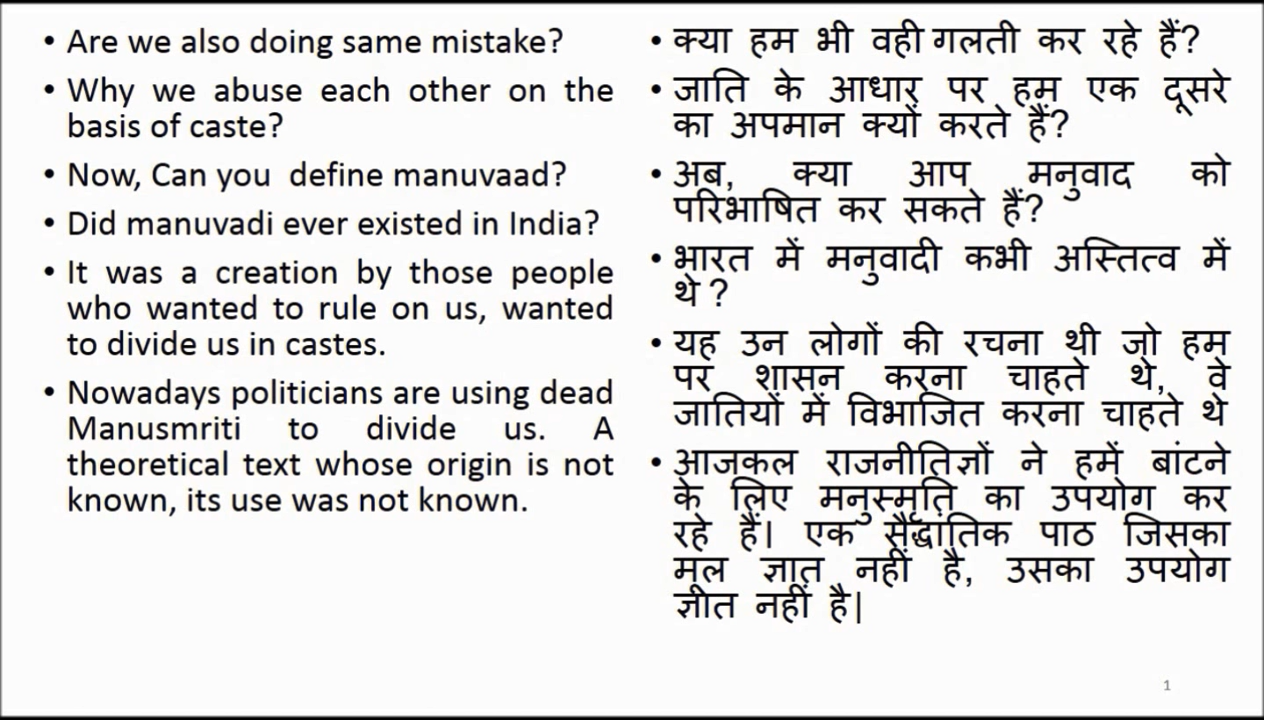 • Are we also doing same mistake?
• Why we abuse each other on the
basis of caste?
• Now, Can you define manuvaad?
• Did manuvadi ever existed in India?
• It was a creation by those people
who wanted to rule on us, wanted
to divide us in castes.
• Nowadays politicians are using dead
Manusmriti to divide us. A
theoretical text whose origin is not
known, its use was not known.
• क्या हम भी वही गलती कर रहे हैं?
• जाति के आधार पर हम एक दूसरे
का अपमान क्यों करते हैं?
• अब, क्या आप मनुवाद को
परिभाषित कर सकते हैं?
• भारत में मनुवादी कभी अस्तित्व में
थे ?
• यह उन लोगों की रचना थी जो हम
पर शासन करना चाहते थे, वे
जातियों में विभाजित करना चाहते थे
• आजकल राजनीतिज्ञों ने हमें बांटने
के लिए मनुस्मृति का उपयोग कर
रहे हैं। एक सैद्धांतिक पाठ जिसका
मूल ज्ञात नहीं है, उसका उपयोग
ज्ञात नहीं है|
1